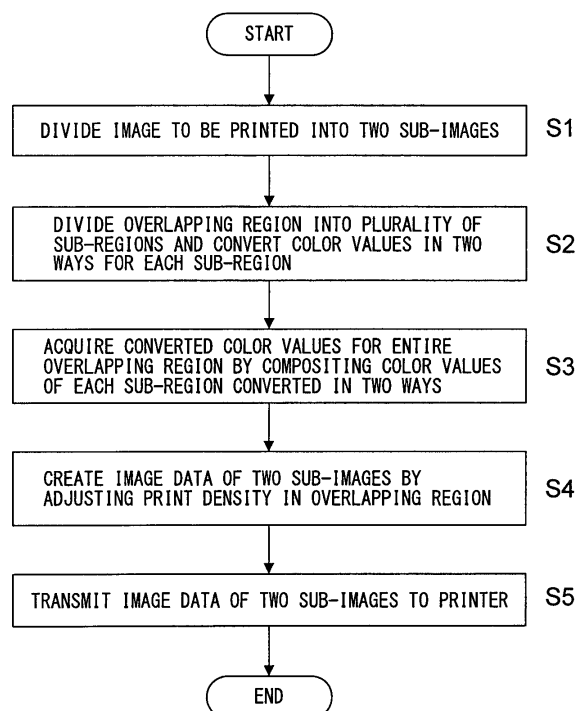 START
DIVIDE IMAGE TO BE PRINTED INTO TWO SUB-IMAGES
S1
DIVIDE OVERLAPPING REGION INTO PLURALITY OF
SUB-REGIONS AND CONVERT COLOR VALUES IN TWO
WAYS FOR EACH SUB-REGION
S2
ACQUIRE CONVERTED COLOR VALUES FOR ENTIRE
OVERLAPPING REGION BY COMPOSITING COLOR VALUES
OF EACH SUB-REGION CONVERTED IN TWO WAYS
S3
CREATE IMAGE DATA OF TWO SUB-IMAGES BY
ADJUSTING PRINT DENSITY IN OVERLAPPING REGION
S4
TRANSMIT IMAGE DATA OF TWO SUB-IMAGES TO PRINTER
S5
END